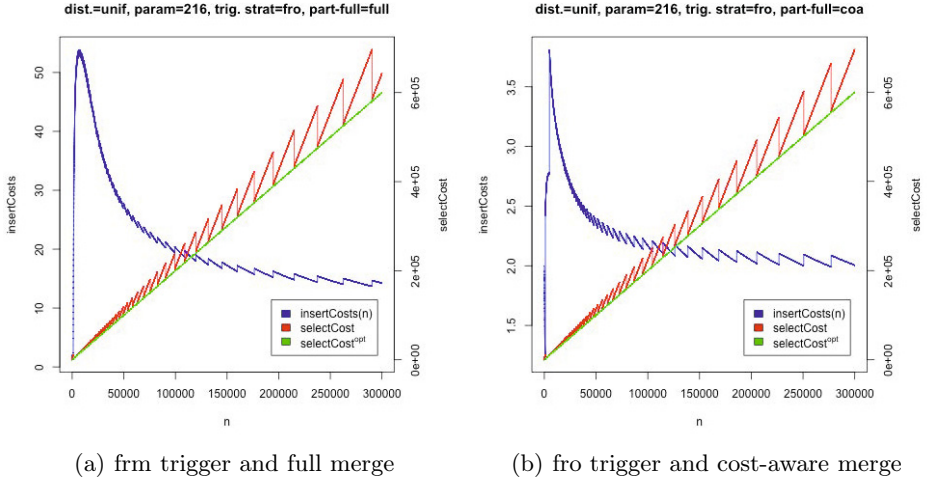 dist.=unif, param=216, trig. strat=fro, part-full=full
insertCosts
50
40
30
20
10
0
selectCost
6e+05
4e+05
2e+05
0e+00
insertCosts(n)
selectCost
selectCost^opt
0 50000 100000 150000 200000 250000 300000
n
(a) frm trigger and full merge
dist.=unif, param=216, trig. strat=fro, part-full=coa
insertCosts
3.5
3.0
2.5
2.0
1.5
selectCost
6e+05
4e+05
2e+05
0e+00
insertCosts(n)
selectCost
selectCost^opt
0 50000 100000 150000 200000 250000 300000
n
(b) fro trigger and cost-aware merge